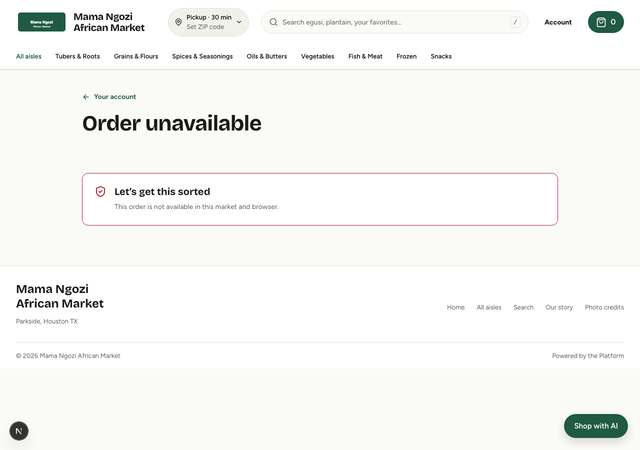 Mama Ngozi
African Market
Mama Ngozi
African Market
Pickup · 30 min
Set ZIP code
Search egusi, plantain, your favorites...
/
Account
0
All aisles
Tubers & Roots
Grains & Flours
Spices & Seasonings
Oils & Butters
Vegetables
Fish & Meat
Frozen
Snacks
← Your account
Order unavailable
Let's get this sorted
This order is not available in this market and browser.
Mama Ngozi
African Market
Parkside, Houston TX
Home
All aisles
Search
Our story
Photo credits
© 2026 Mama Ngozi African Market
Powered by the Platform
N
Shop with AI